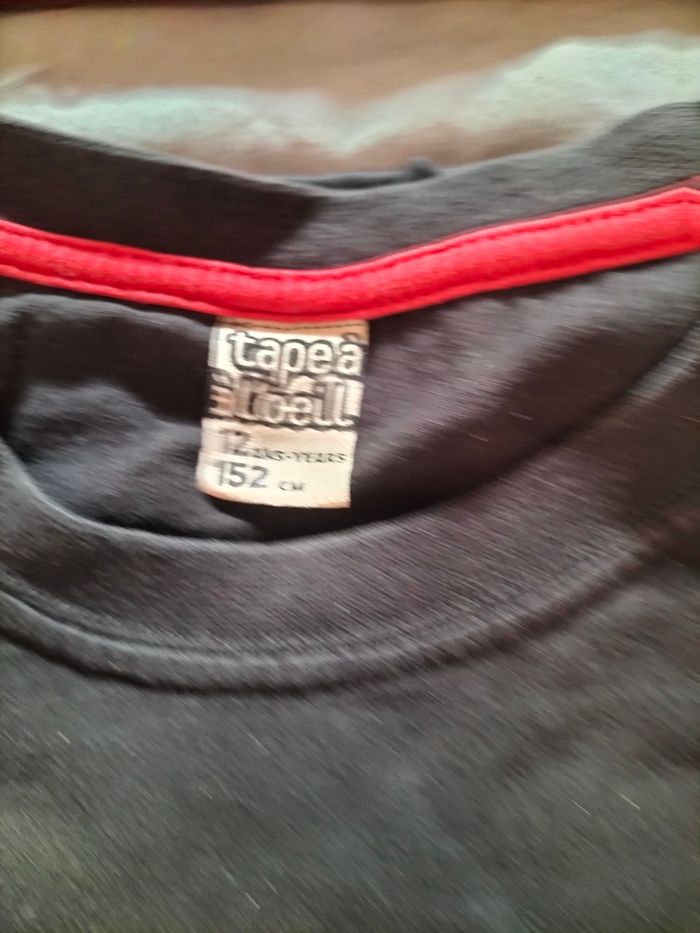 tape à
l'oeil
12 ANS-YEARS
152 CM